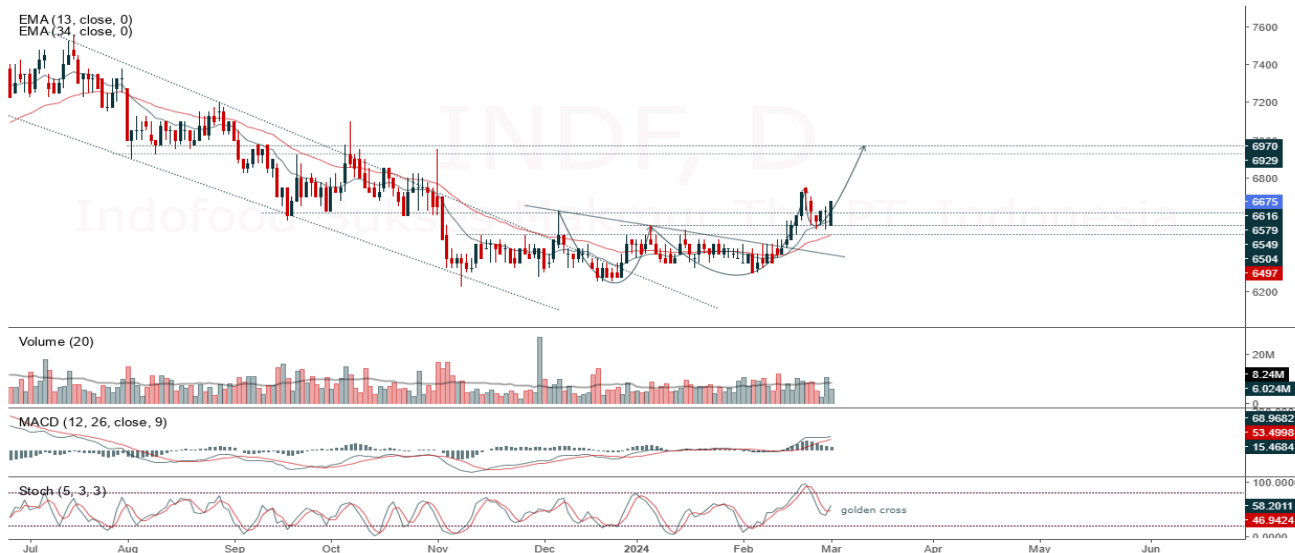 EMA (13, close, 0)
EMA (34, close, 0)
INDF, D
Indofood Sukses Makmur Tbk PT, Indonesia
7600
7400
7200
6970
6929
6800
6675
6616
6579
6549
6504
6497
6200
Volume (20)
20M
8.24M
6.024M
0
MACD (12, 26, close, 9)
68.9682
53.4998
15.4684
Stoch (5, 3, 3)
100.0000
golden cross
58.2011
46.9424
0.0000
Jul Aug Sep Oct Nov Dec 2024 Feb Mar Apr May Jun